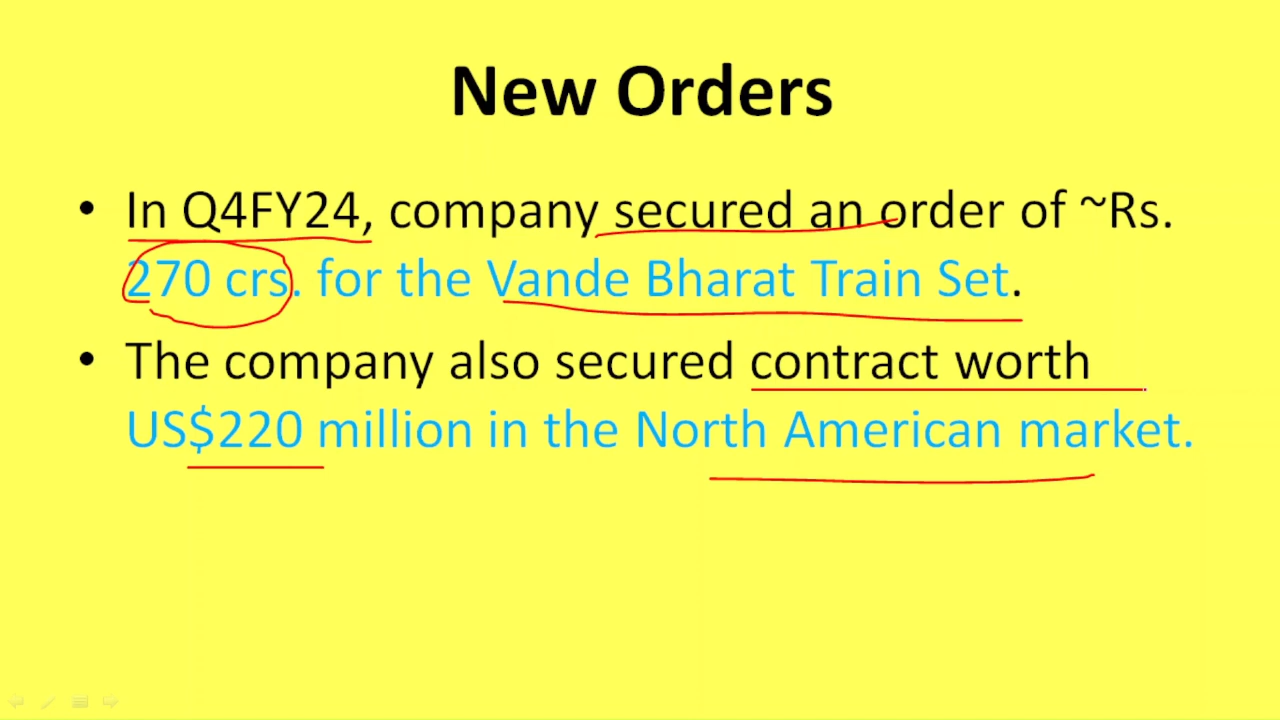 New Orders
• In Q4FY24, company secured an order of ~Rs.
270 crs. for the Vande Bharat Train Set.
• The company also secured contract worth
US$220 million in the North American market.